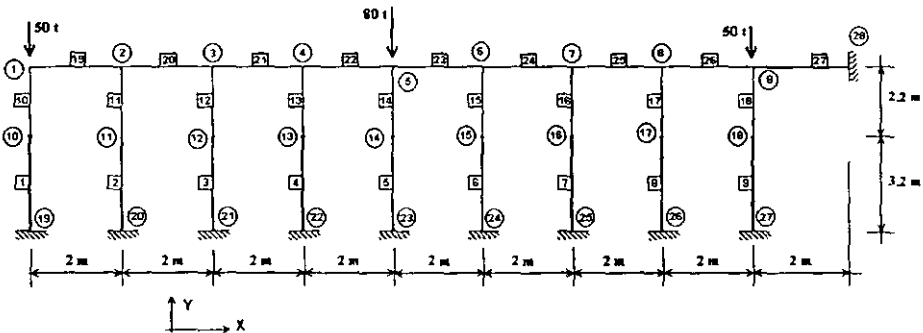 50 t 80 t 50 t 28
1 19 2 20 3 21 4 22 5 23 6 24 7 25 8 26 9 27
10 11 12 13 14 15 16 17 18
2.2 m
10 11 12 13 14 15 16 17 18
1 2 3 4 5 6 7 8 9
3.2 m
19 20 21 22 23 24 25 26 27
2 m 2 m 2 m 2 m 2 m 2 m 2 m 2 m 2 m
Y
X